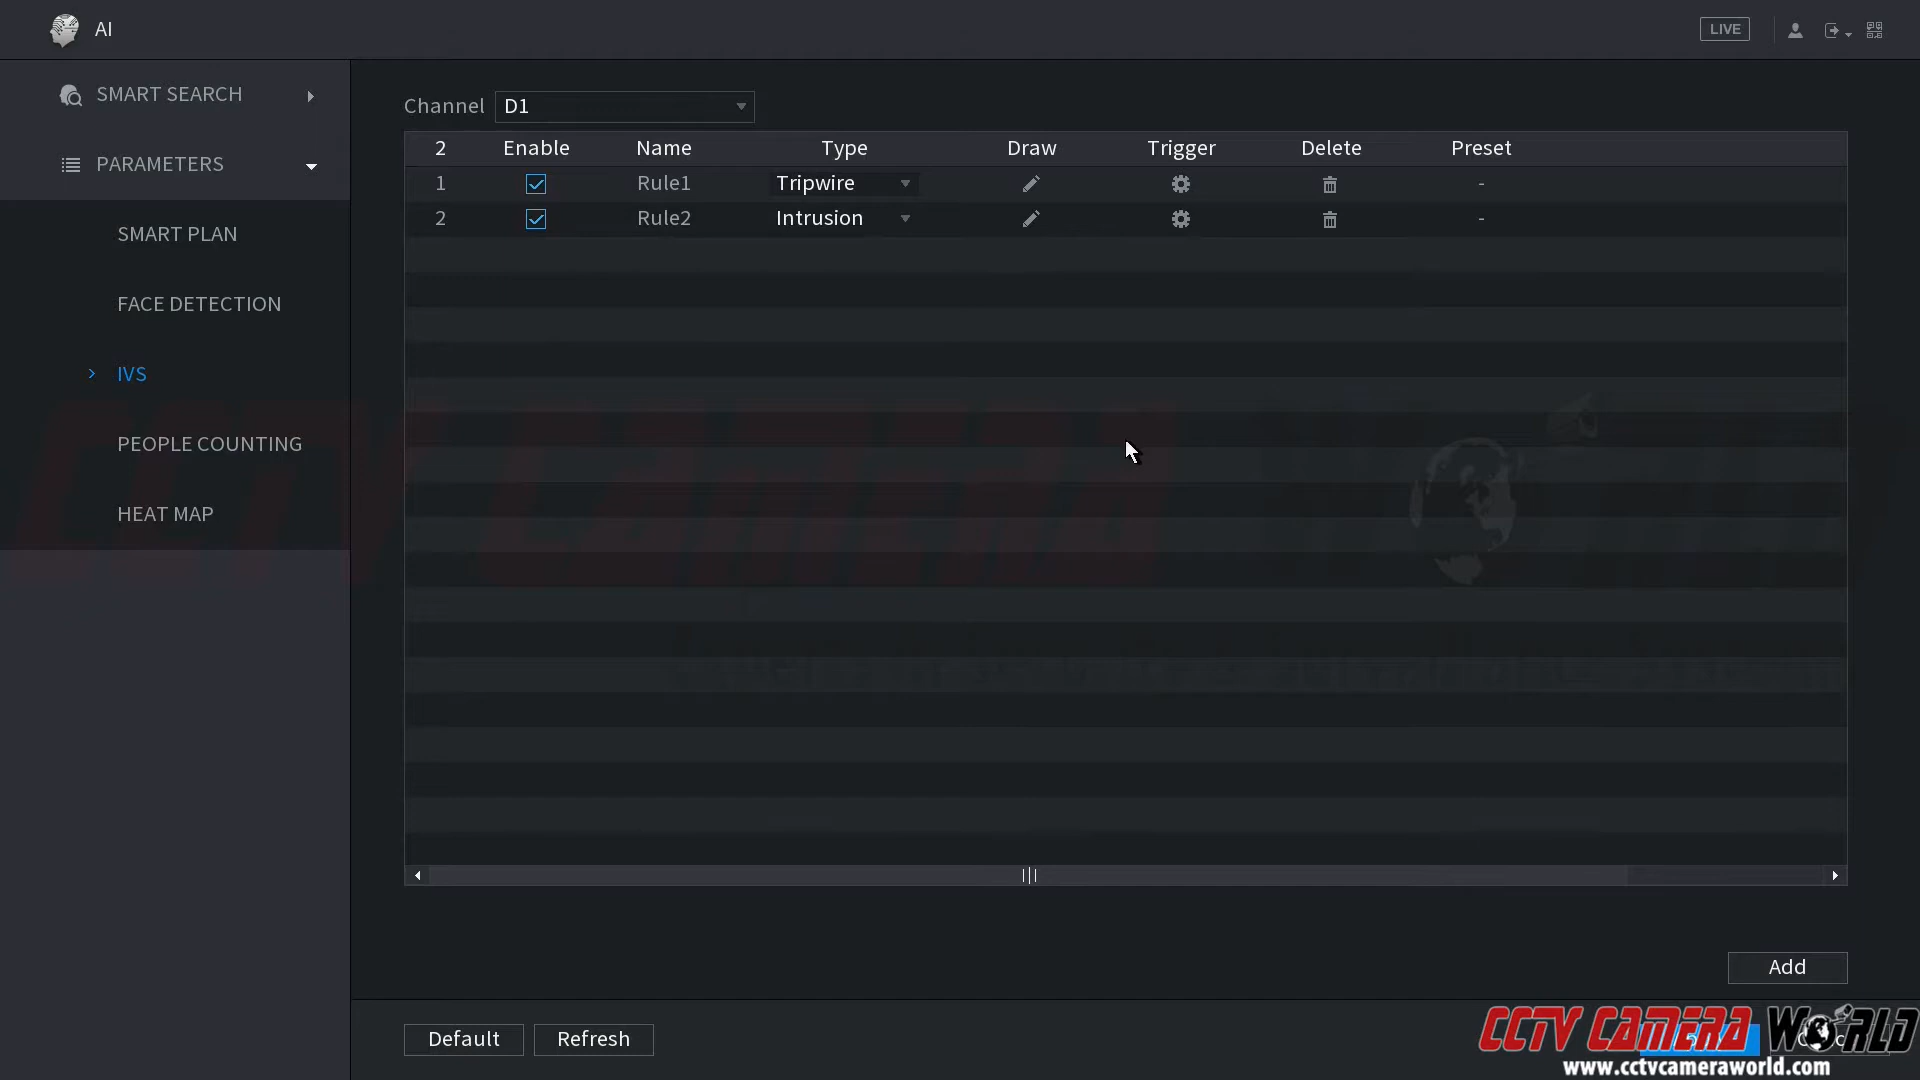 AI
LIVE
SMART SEARCH
PARAMETERS
SMART PLAN
FACE DETECTION
IVS
PEOPLE COUNTING
HEAT MAP
Channel D1
2 Enable Name Type Draw Trigger Delete Preset
1 Rule1 Tripwire -
2 Rule2 Intrusion -
CCTV CAMERA
Add
Default Refresh
CCTV CAMERA WORLD
www.cctvcameraworld.com